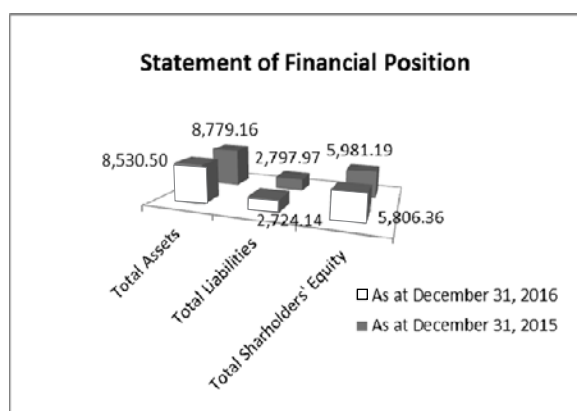 Statement of Financial Position
8,779.16
8,530.50
2,797.97
5,981.19
2,724.14
5,806.36
Total Assets
Total Liabilities
Total Sharholders' Equity
As at December 31, 2016
As at December 31, 2015